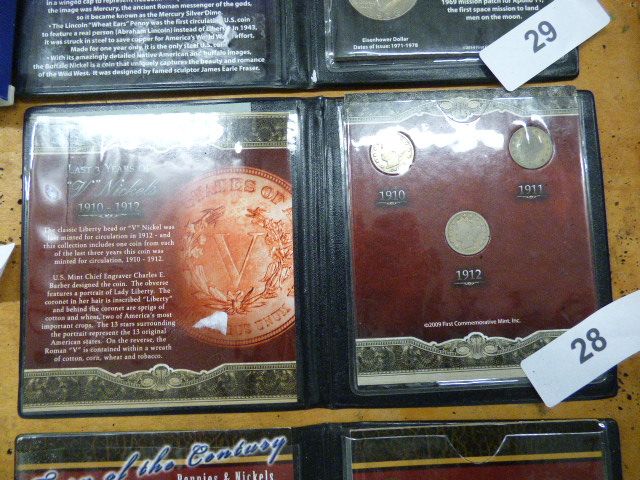 in a winged cap to represent
the image was Mercury, the ancient Roman messenger of the gods,
so it became known as the Mercury Silver Dime.
• The Lincoln "Wheat Ears" Penny was the first circulating U.S. coin
to feature a real person (Abraham Lincoln) instead of Liberty. In 1943,
it was struck in steel to save copper for America's World War effort.
Made for one year only, it is the only steel U.S. coin
• With its amazingly detailed Native American and buffalo images,
the Buffalo Nickel is a coin that uniquely captures the beauty and romance
of the Wild West. It was designed by famed sculptor James Earle Fraser.
1969 mission patch of Apollo 11,
the first space mission to land
men on the moon.
Eisenhower Dollar
Dates of Issue: 1971-1978
29
Last 3 Years of
"V" Nickels
1910 - 1912
The classic Liberty head or "V" Nickel was
last minted for circulation in 1912 - and
this collection includes one coin from each
of the last three years this coin was
minted for circulation, 1910 - 1912.
U.S. Mint Chief Engraver Charles E.
Barber designed the coin. The obverse
features a portrait of Lady Liberty. The
coronet in her hair is inscribed "Liberty"
and behind the coronet are sprigs of
cotton and wheat, two of America's most
important crops. The 13 stars surrounding
the portrait represent the 13 original
American states. On the reverse, the
Roman "V" is contained within a wreath
of cotton, corn, wheat and tobacco.
STATES OF
V
IBUS UNUM
1910
1911
1912
©2009 First Commemorative Mint, Inc.
28
of the Century
Pennies & Nickels